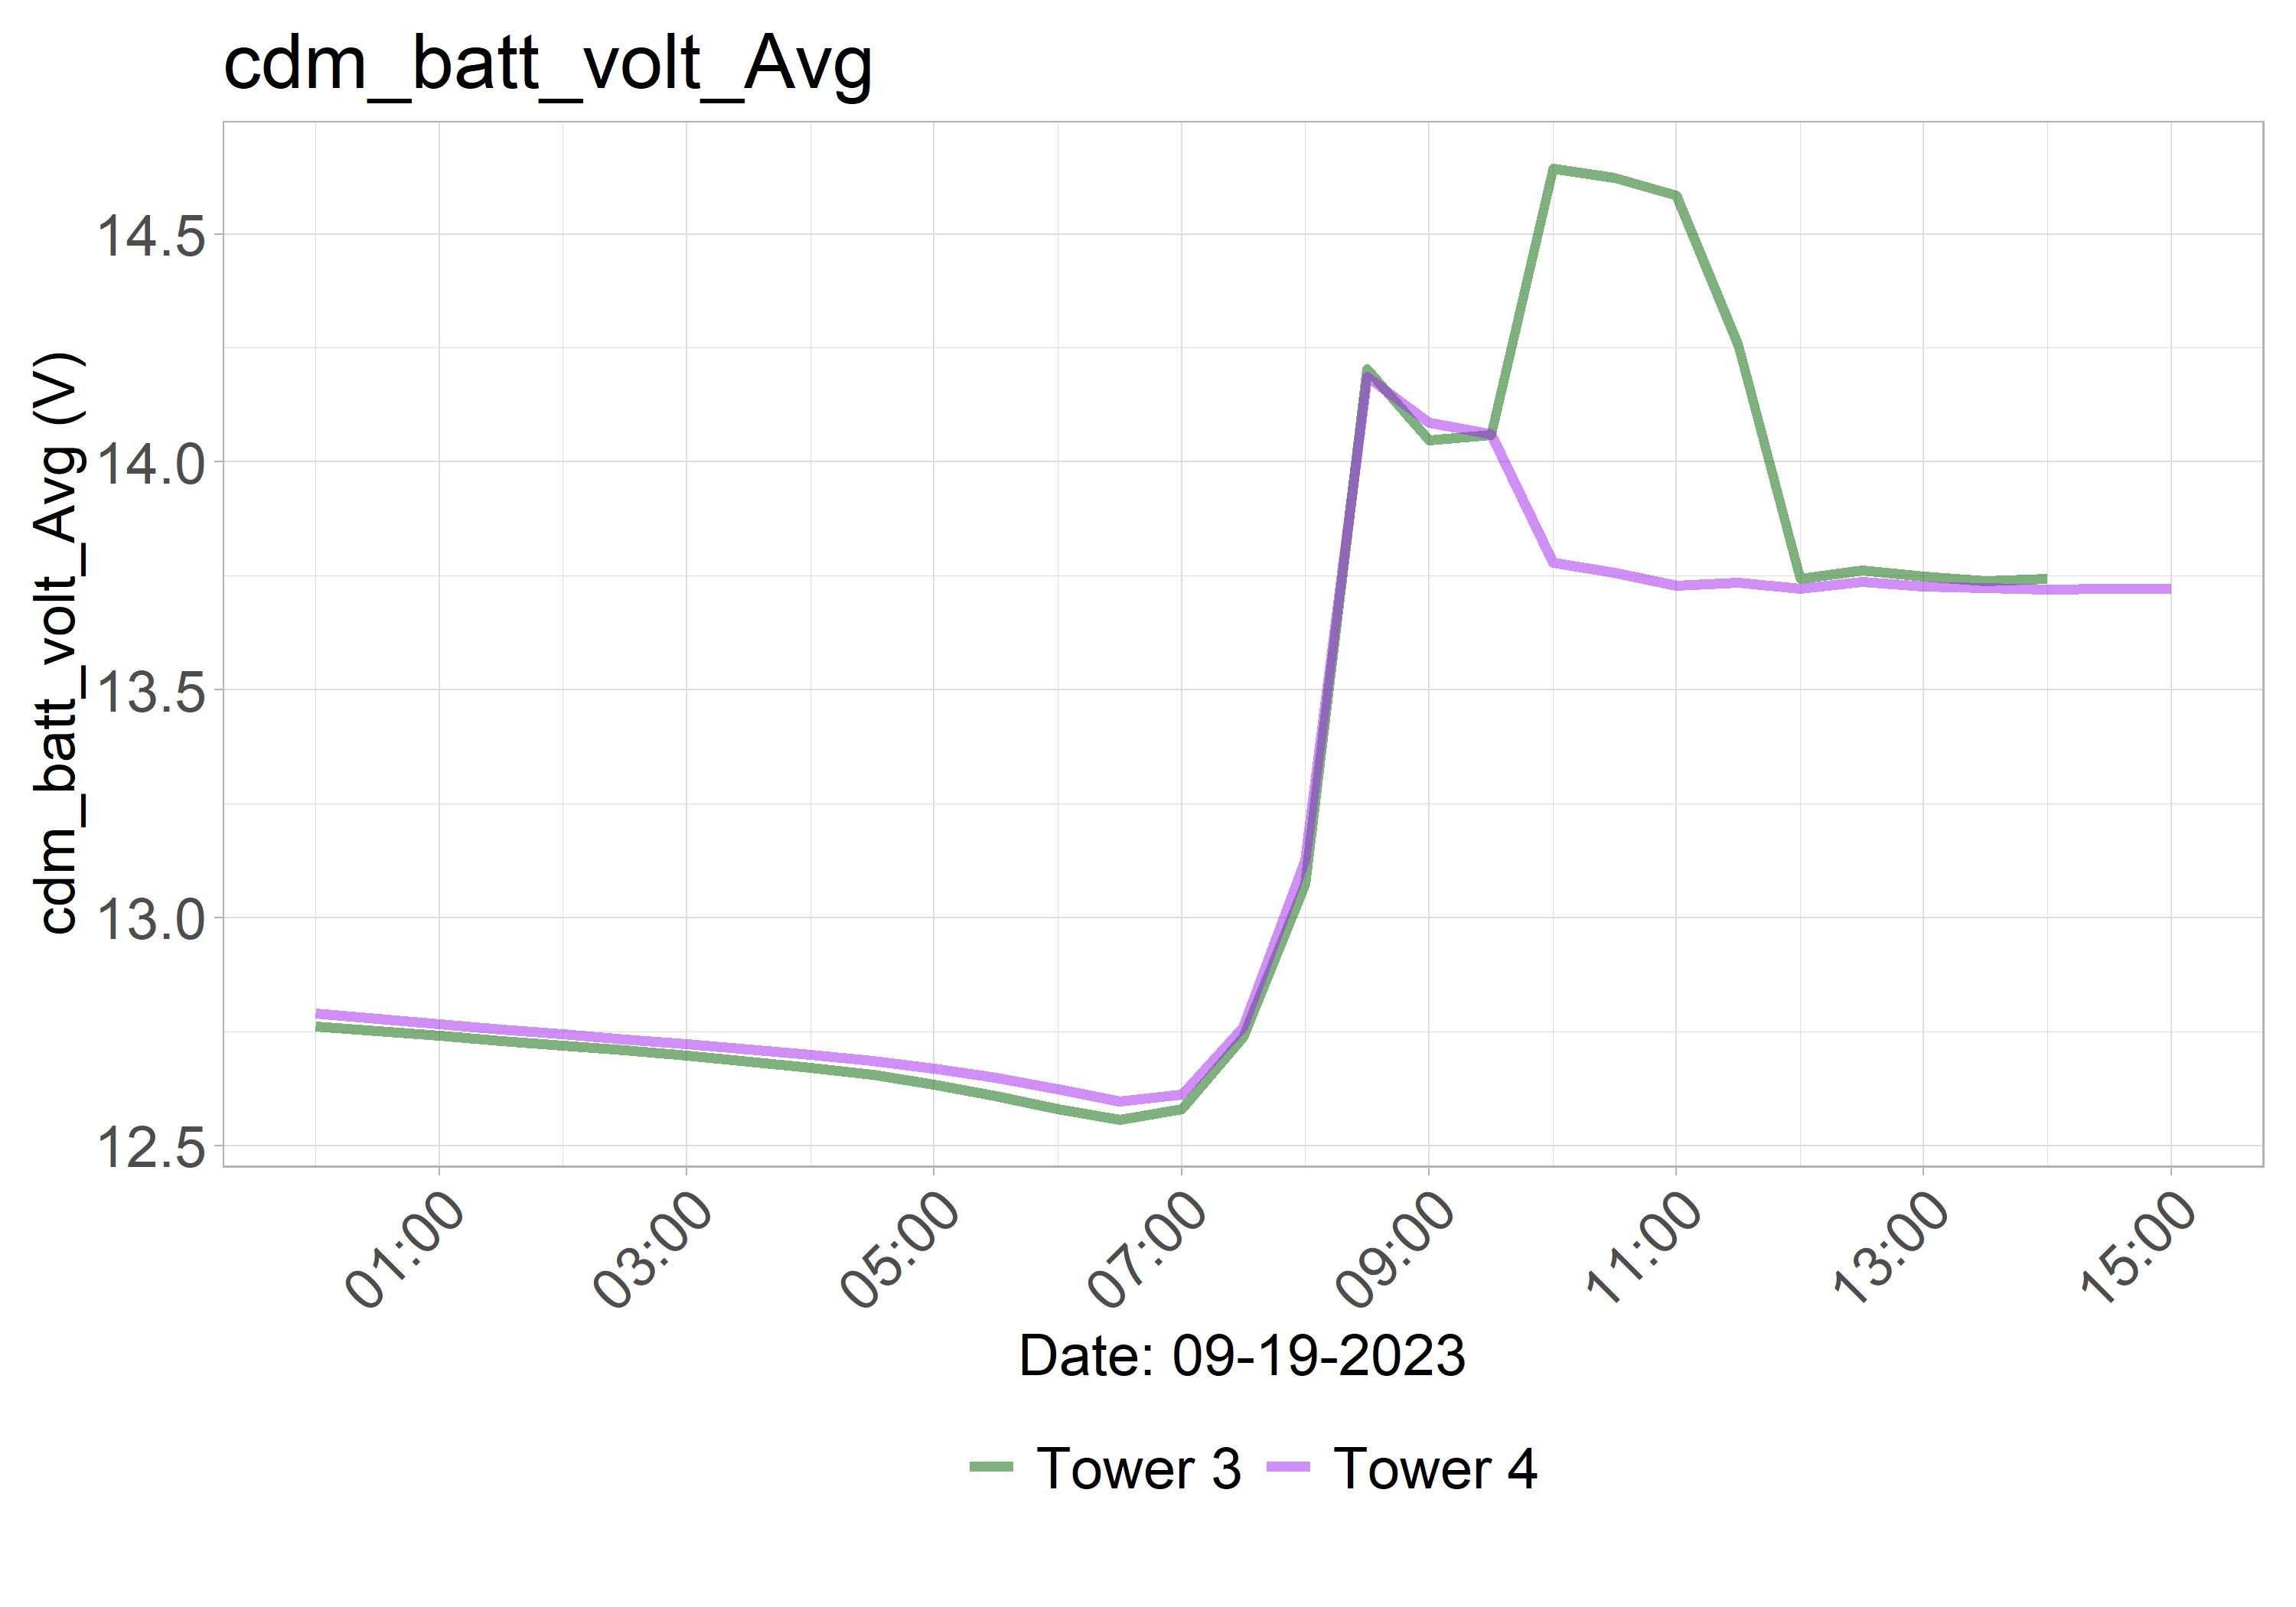 cdm_batt_volt_Avg
cdm_batt_volt_Avg (V)
14.5
14.0
13.5
13.0
12.5
01:00
03:00
05:00
07:00
09:00
11:00
13:00
15:00
Date: 09-19-2023
Tower 3
Tower 4